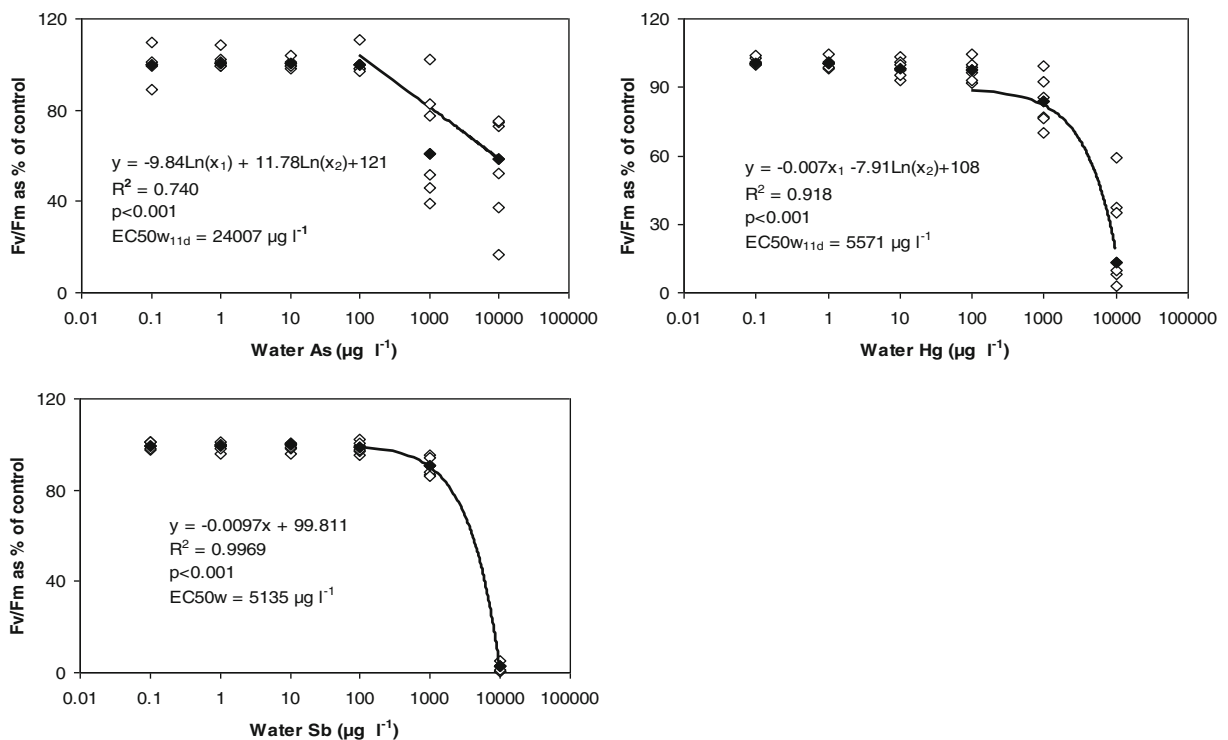 120
80
40
0
Fv/Fm as % of control
y = -9.84Ln(x₁) + 11.78Ln(x₂)+121
R² = 0.740
p<0.001
EC50w₁₁d = 24007 µg l⁻¹
0.01 0.1 1 10 100 1000 10000 100000
Water As (µg l⁻¹)
120
90
60
30
0
Fv/Fm as % of control
y = -0.007x₁ -7.91Ln(x₂)+108
R² = 0.918
p<0.001
EC50w₁₁d = 5571 µg l⁻¹
0.01 0.1 1 10 100 1000 10000 100000
Water Hg (µg l⁻¹)
120
80
40
0
Fv/Fm as % of control
y = -0.0097x + 99.811
R² = 0.9969
p<0.001
EC50w = 5135 µg l⁻¹
0.01 0.1 1 10 100 1000 10000 100000
Water Sb (µg l⁻¹)